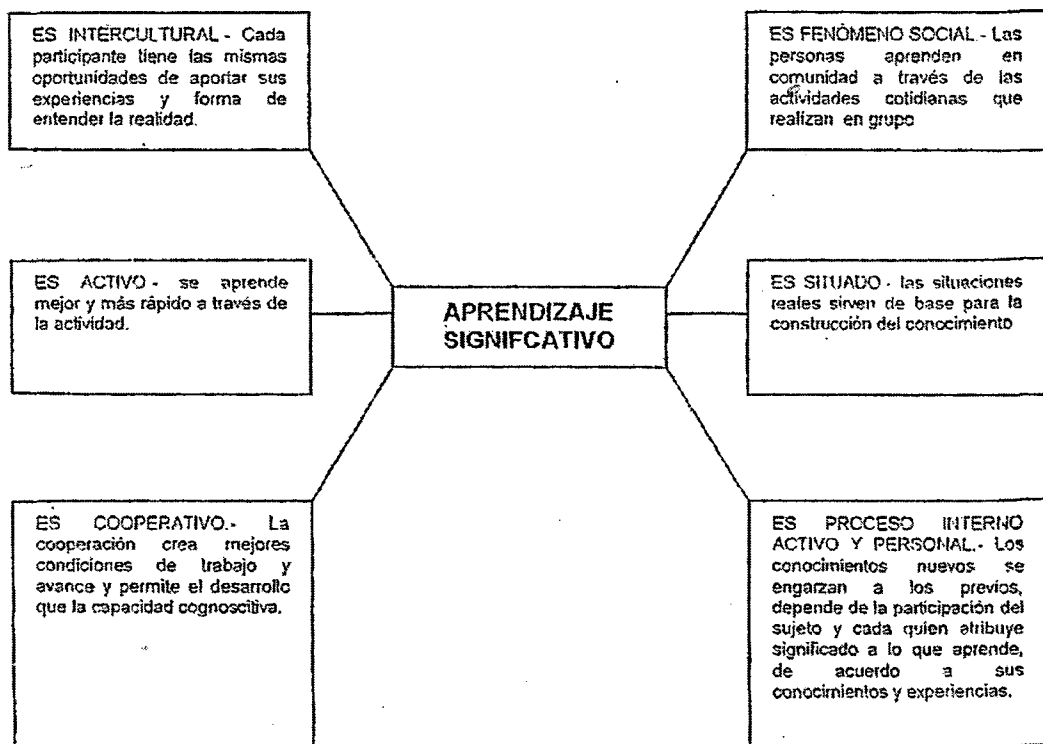 ES INTERCULTURAL - Cada
participante tiene las mismas
oportunidades de aportar sus
experiencias y forma de
entender la realidad.
ES FENÓMENO SOCIAL - Las
personas aprenden en
comunidad a través de las
actividades cotidianas que
realizan en grupo
ES ACTIVO - se aprende
mejor y más rápido a través de
la actividad.
APRENDIZAJE
SIGNIFCATIVO
ES SITUADO - las situaciones
reales sirven de base para la
construcción del conocimiento
ES COOPERATIVO.- La
cooperación crea mejores
condiciones de trabajo y
avance y permite el desarrollo
que la capacidad cognoscitiva.
ES PROCESO INTERNO
ACTIVO Y PERSONAL.- Los
conocimientos nuevos se
engarzan a los previos,
depende de la participación del
sujeto y cada quien atribuye
significado a lo que aprende,
de acuerdo a sus
conocimientos y experiencias.